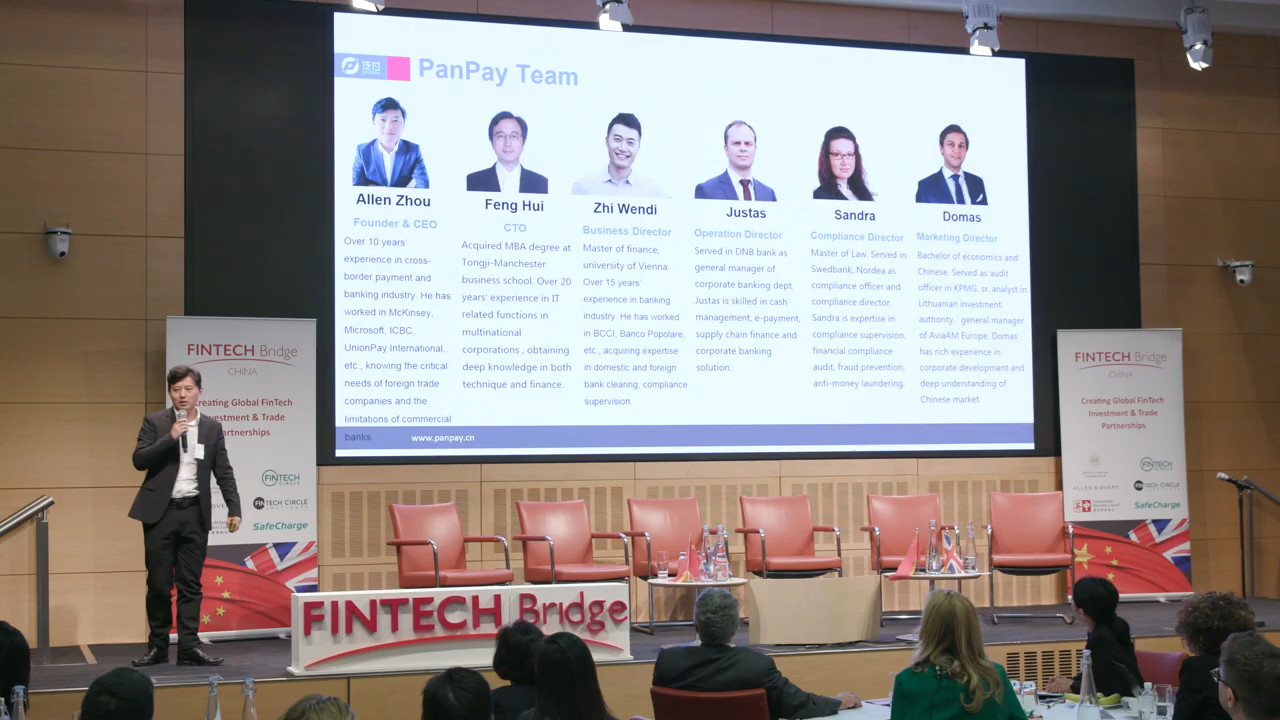 泛付
PanPay Team
Allen Zhou
Founder & CEO
Over 10 years'
experience in cross-
border payment and
banking industry. He has
worked in McKinsey,
Microsoft, ICBC,
UnionPay International,
etc., knowing the critical
needs of foreign trade
companies and the
limitations of commercial
banks
Feng Hui
CTO
Acquired MBA degree at
Tongji-Manchester
business school. Over 20
years' experience in IT
related functions in
multinational
corporations , obtaining
deep knowledge in both
technique and finance.
Zhi Wendi
Business Director
Master of finance,
university of Vienna.
Over 15 years'
experience in banking
industry. He has worked
in BCCI, Banco Popolare,
etc., acquiring expertise
in domestic and foreign
bank clearing, compliance
supervision.
Justas
Operation Director
Served in DNB bank as
general manager of
corporate banking dept.
Justas is skilled in cash
management, e-payment,
supply chain finance and
corporate banking
solution.
Sandra
Compliance Director
Master of Law. Served in
Swedbank, Nordea as
compliance officer and
compliance director.
Sandra is expertise in
compliance supervision,
financial compliance
audit, fraud prevention,
anti-money laundering.
Domas
Marketing Director
Bachelor of economics and
Chinese. Served as audit
officer in KPMG, sr. analyst in
Lithuanian investment
authority, general manager
of AviaAM Europe. Domas
has rich experience in
corporate development and
deep understanding of
Chinese market.
www.panpay.cn
FINTECH Bridge
CHINA
Creating Global FinTech
Investment & Trade
Partnerships
FINTECH
CIRCLE
FINTECH CIRCLE
INSTITUTE
SafeCharge
FINTECH Bridge
CHINA
Creating Global FinTech
Investment & Trade
Partnerships
FINTECH
CIRCLE
ALLEN & OVERY
FINTECH CIRCLE
INSTITUTE
SafeCharge
FINTECH Bridge